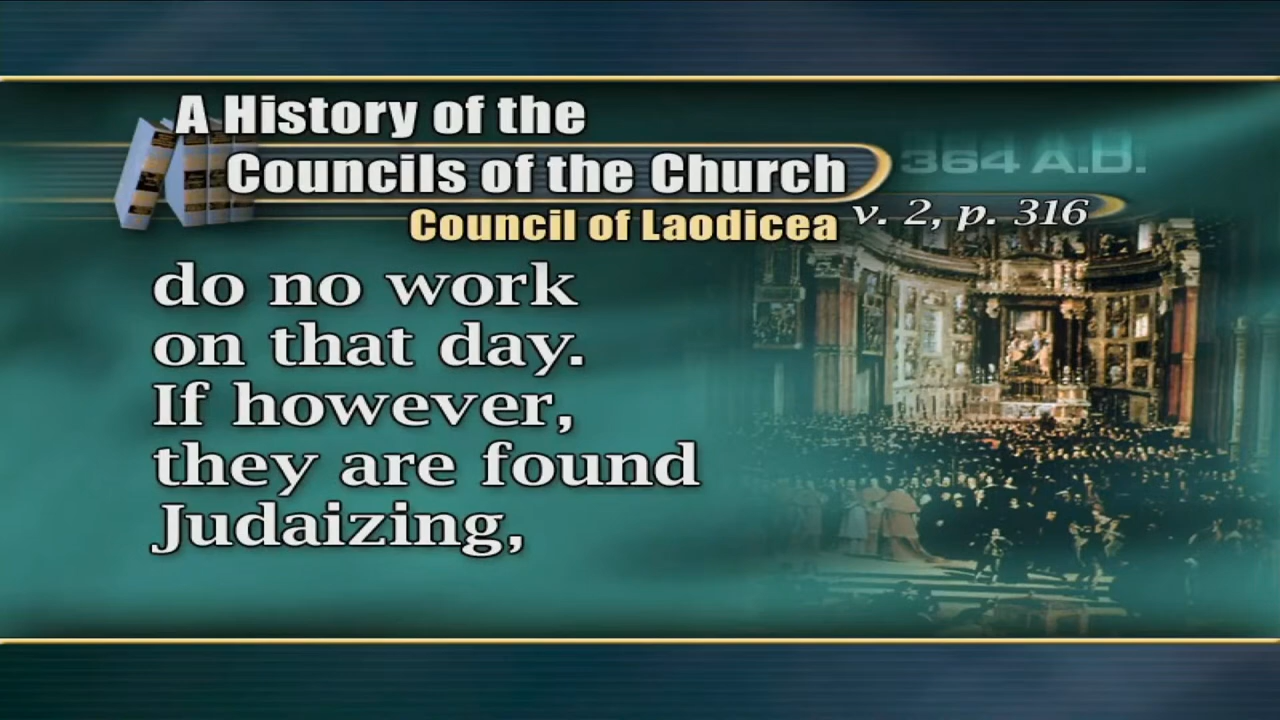 A History of the
Councils of the Church
364 A.D.
Council of Laodicea
v. 2, p. 316
do no work
on that day.
If however,
they are found
Judaizing,